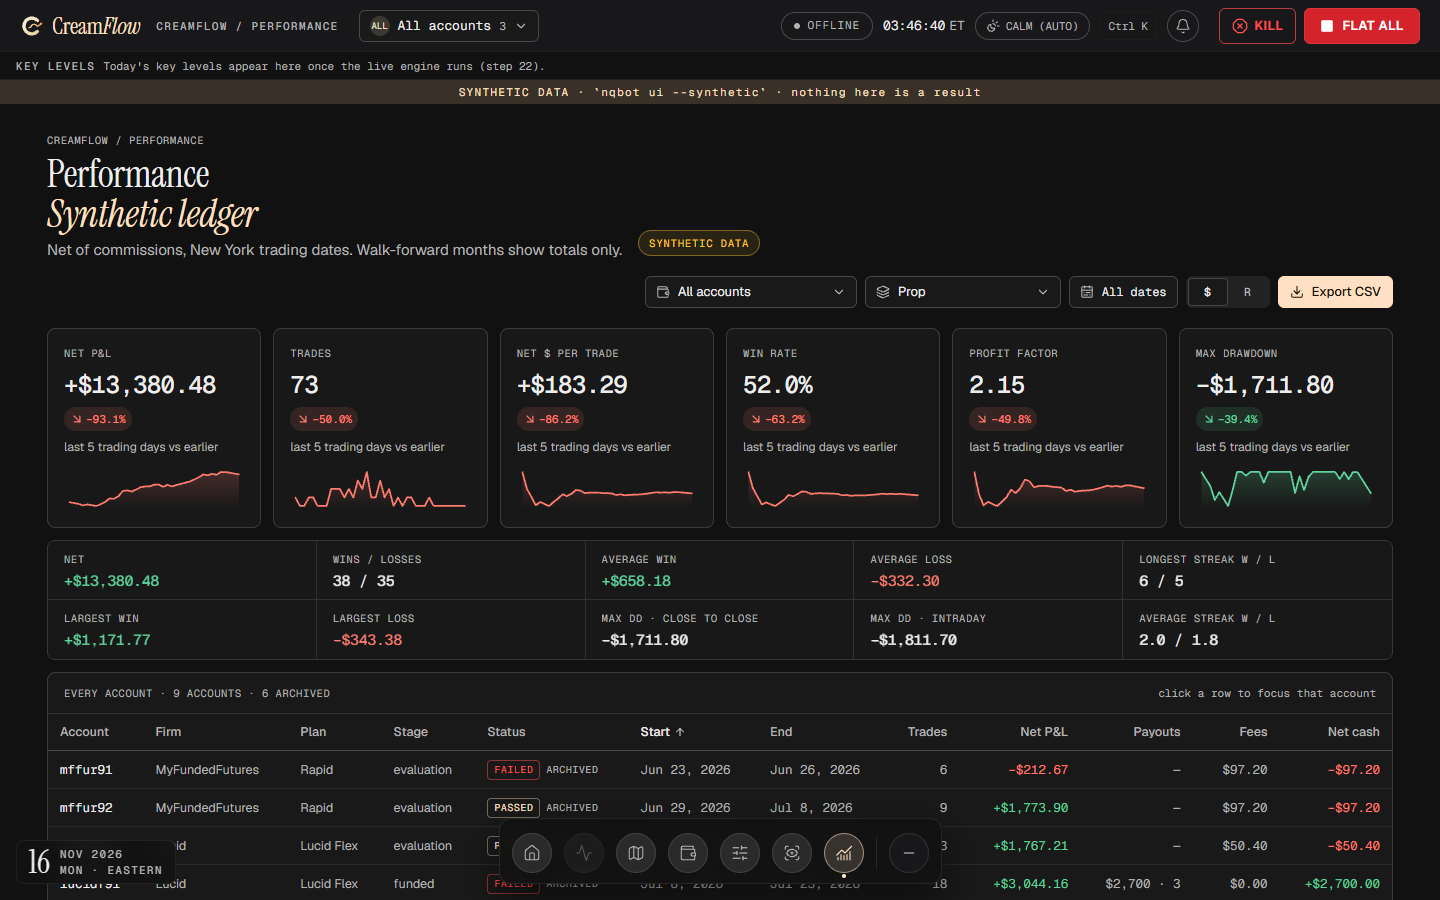 CreamFlow CREAMFLOW / PERFORMANCE ALL All accounts 3 OFFLINE 03:46:40 ET CALM (AUTO) Ctrl K KILL FLAT ALL
KEY LEVELS Today's key levels appear here once the live engine runs (step 22).
SYNTHETIC DATA · `nqbot ui --synthetic` · nothing here is a result
CREAMFLOW / PERFORMANCE
Performance
Synthetic ledger
Net of commissions, New York trading dates. Walk-forward months show totals only. SYNTHETIC DATA
All accounts Prop All dates $ R Export CSV
NET P&L TRADES NET $ PER TRADE WIN RATE PROFIT FACTOR MAX DRAWDOWN
+$13,380.48 73 +$183.29 52.0% 2.15 −$1,711.80
−93.1% −50.0% −86.2% −63.2% −49.8% −39.4%
last 5 trading days vs earlier last 5 trading days vs earlier last 5 trading days vs earlier last 5 trading days vs earlier last 5 trading days vs earlier last 5 trading days vs earlier
NET WINS / LOSSES AVERAGE WIN AVERAGE LOSS LONGEST STREAK W / L
+$13,380.48 38 / 35 +$658.18 −$332.30 6 / 5
LARGEST WIN LARGEST LOSS MAX DD · CLOSE TO CLOSE MAX DD · INTRADAY AVERAGE STREAK W / L
+$1,171.77 −$343.38 −$1,711.80 −$1,811.70 2.0 / 1.8
EVERY ACCOUNT · 9 ACCOUNTS · 6 ARCHIVED click a row to focus that account
Account Firm Plan Stage Status Start ↑ End Trades Net P&L Payouts Fees Net cash
mffur91 MyFundedFutures Rapid evaluation FAILED ARCHIVED Jun 23, 2026 Jun 26, 2026 6 −$212.67 — $97.20 −$97.20
mffur92 MyFundedFutures Rapid evaluation PASSED ARCHIVED Jun 29, 2026 Jul 8, 2026 9 +$1,773.90 — $97.20 −$97.20
Lucid Flex evaluation +$1,767.21 — $50.40 −$50.40
Lucid Flex funded FAILED ARCHIVED 18 +$3,044.16 $2,700 · 3 $0.00 +$2,700.00
16 NOV 2026
MON · EASTERN